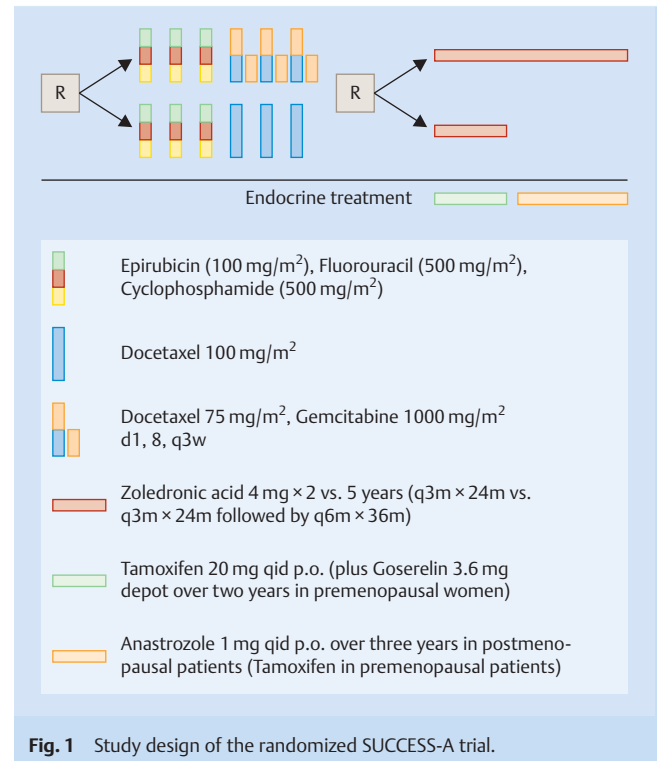 R
R
Endocrine treatment
Epirubicin (100 mg/m²), Fluorouracil (500 mg/m²),
Cyclophosphamide (500 mg/m²)
Docetaxel 100 mg/m²
Docetaxel 75 mg/m², Gemcitabine 1000 mg/m²
d1, 8, q3w
Zoledronic acid 4 mg × 2 vs. 5 years (q3m × 24m vs.
q3m × 24m followed by q6m × 36m)
Tamoxifen 20 mg qid p.o. (plus Goserelin 3.6 mg
depot over two years in premenopausal women)
Anastrozole 1 mg qid p.o. over three years in postmeno-
pausal patients (Tamoxifen in premenopausal patients)
Fig. 1 Study design of the randomized SUCCESS-A trial.